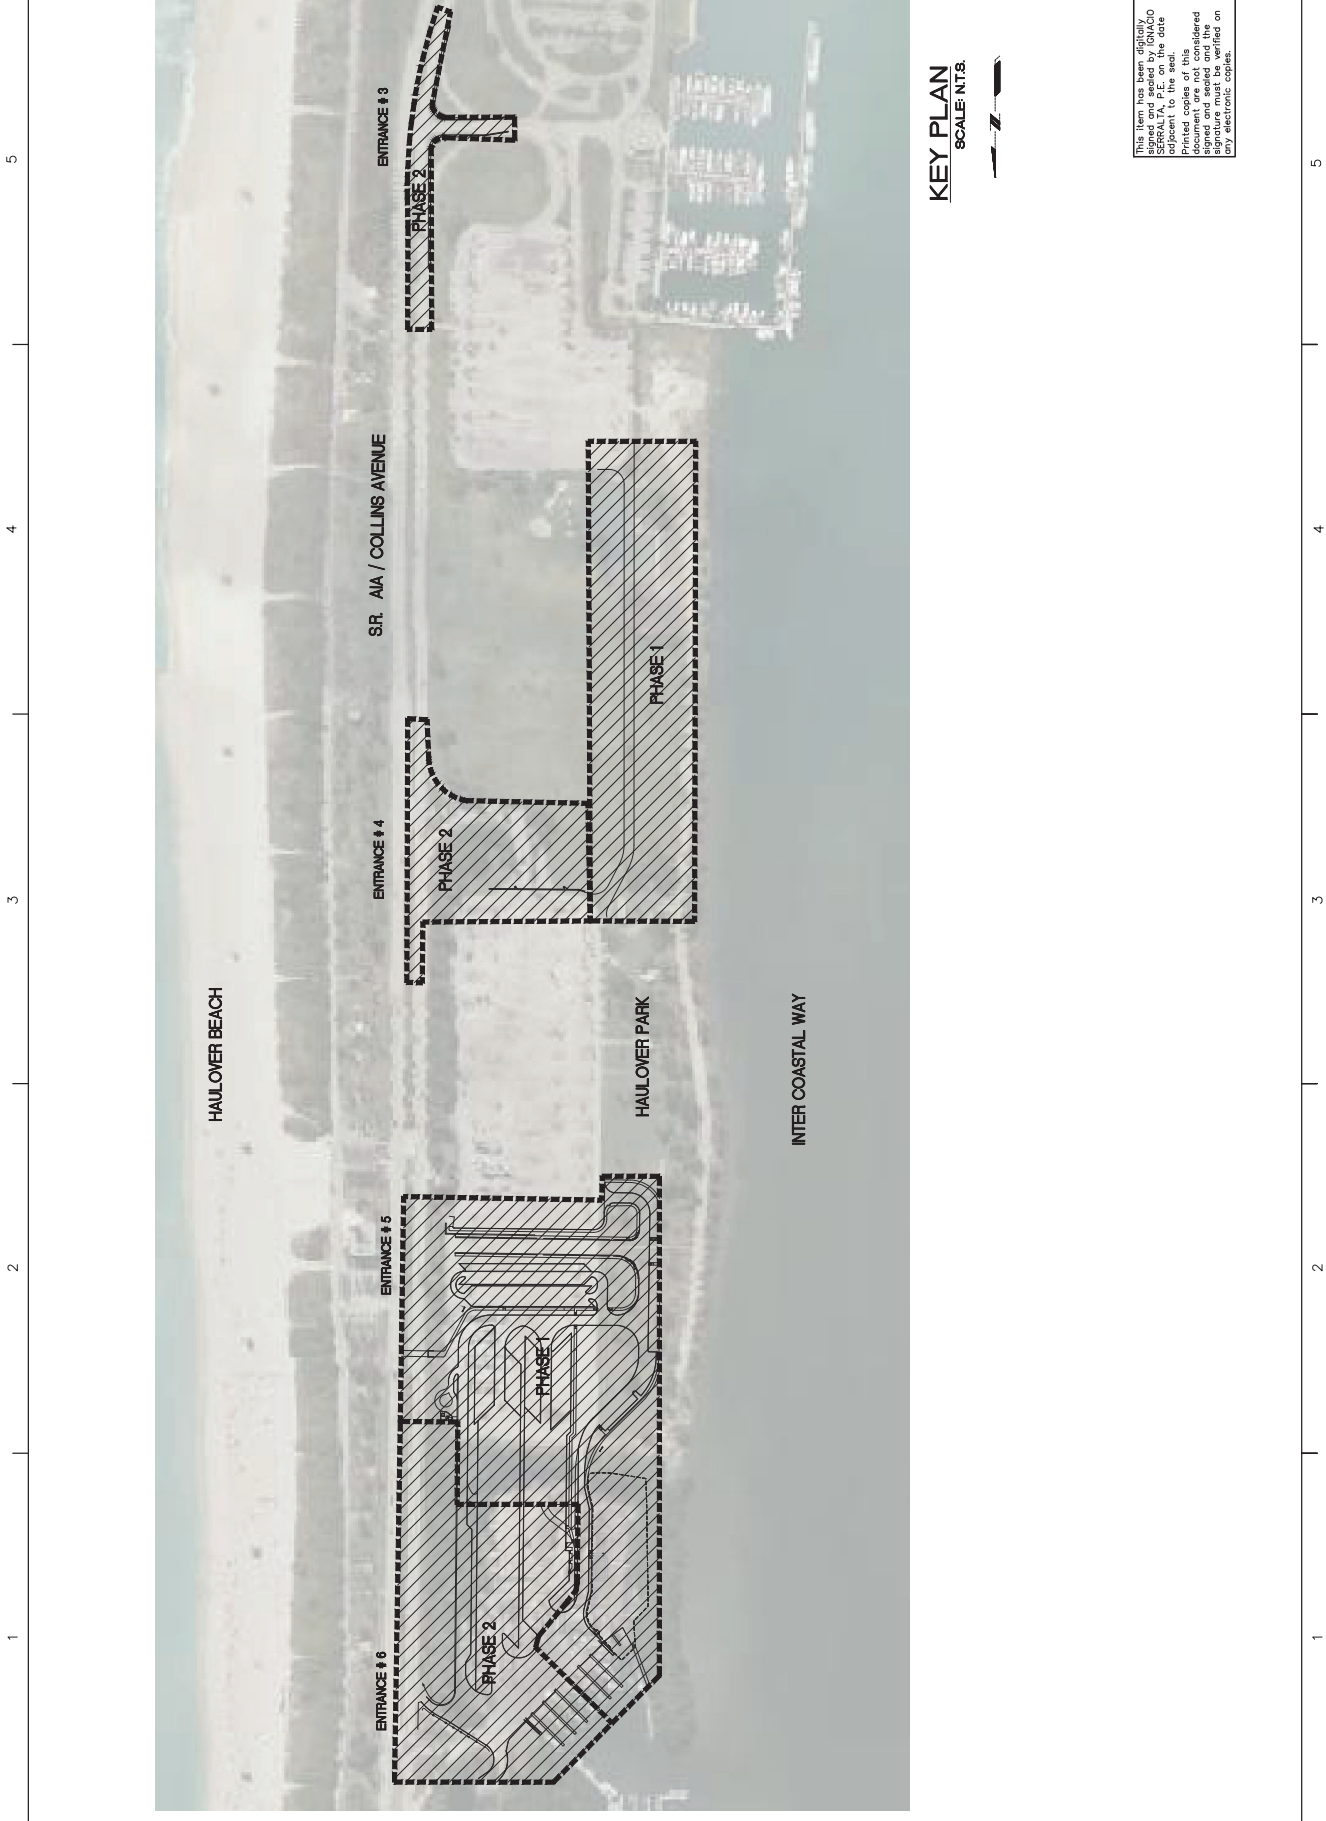 5
4
3
2
1
ENTRANCE # 3
PHASE 2
S.R. A1A / COLLINS AVENUE
PHASE 1
ENTRANCE # 4
PHASE 2
HAULOVER BEACH
HAULOVER PARK
INTER COASTAL WAY
ENTRANCE # 5
PHASE 1
ENTRANCE # 6
PHASE 2
KEY PLAN
SCALE: N.T.S.
N
This item has been digitally
signed and sealed by IGNACIO
SERRALTA, P.E. on the date
adjacent to the seal.
Printed copies of this
document are not considered
signed and sealed and the
signature must be verified on
any electronic copies.
5
4
3
2
1